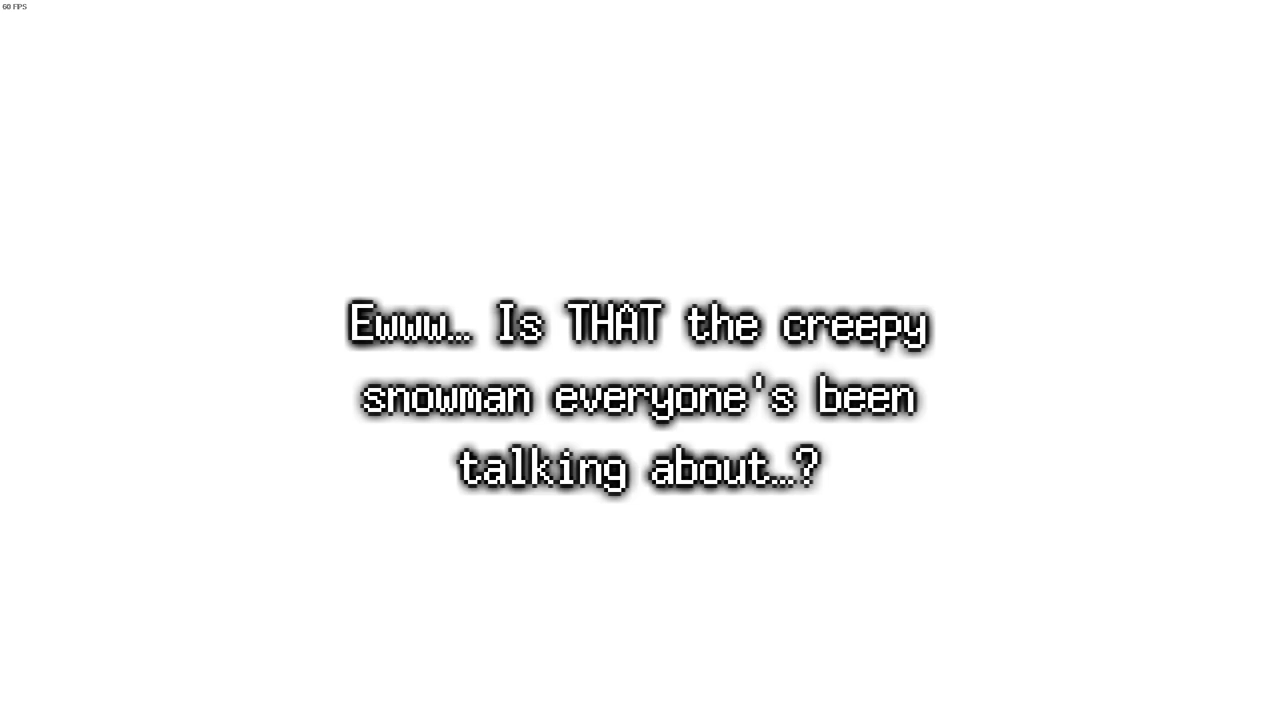 60 FPS
Ewww… Is THAT the creepy
snowman everyone's been
talking about…?